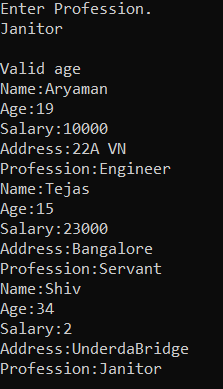 Enter Profession.
Janitor
Valid age
Name:Aryaman
Age:19
Salary:10000
Address:22A VN
Profession:Engineer
Name:Tejas
Age:15
Salary:23000
Address:Bangalore
Profession:Servant
Name:Shiv
Age:34
Salary:2
Address:UnderdaBridge
Profession:Janitor